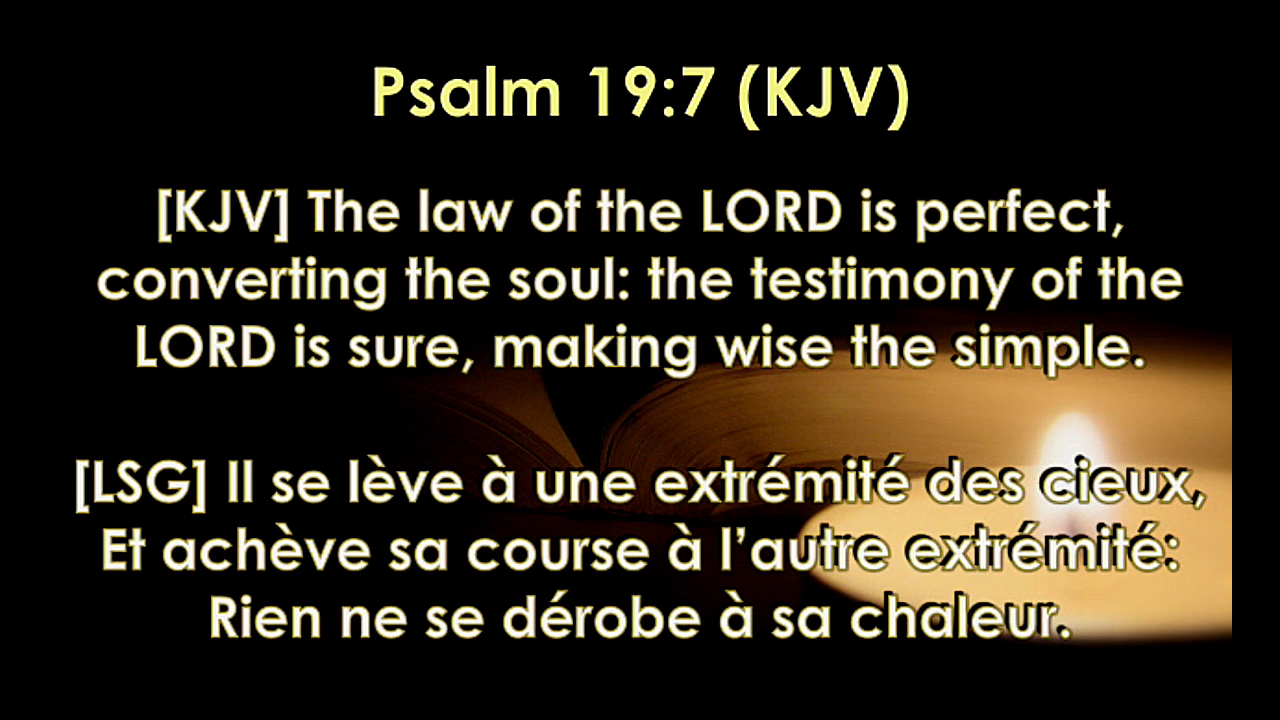 Psalm 19:7 (KJV)
[KJV] The law of the LORD is perfect,
converting the soul: the testimony of the
LORD is sure, making wise the simple.
[LSG] Il se lève à une extrémité des cieux,
Et achève sa course à l’autre extrémité:
Rien ne se dérobe à sa chaleur.